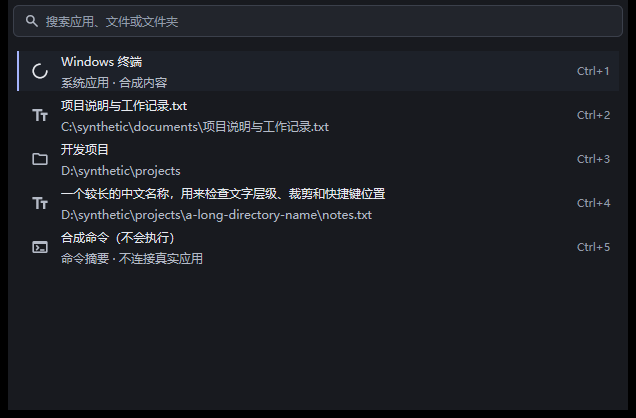 搜索应用、文件或文件夹
Windows 终端
系统应用 · 合成内容
Ctrl+1
项目说明与工作记录.txt
C:\synthetic\documents\项目说明与工作记录.txt
Ctrl+2
开发项目
D:\synthetic\projects
Ctrl+3
一个较长的中文名称，用来检查文字层级、裁剪和快捷键位置
D:\synthetic\projects\a-long-directory-name\notes.txt
Ctrl+4
合成命令（不会执行）
命令摘要 · 不连接真实应用
Ctrl+5